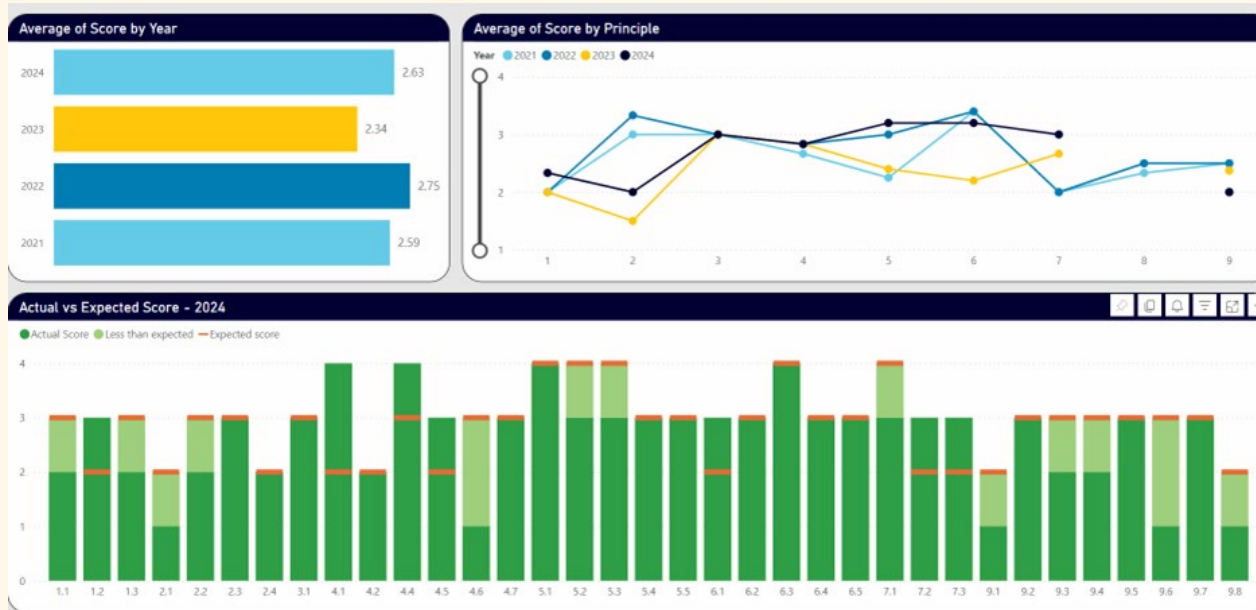 Average of Score by Year
2024
2.63
2023
2.34
2022
2.75
2021
2.59
Average of Score by Principle
Year 2021 2022 2023 2024
4
3
2
1
1 2 3 4 5 6 7 8 9
Actual vs Expected Score - 2024
Actual Score Less than expected Expected score
4
3
2
1
0
1.1 1.2 1.3 2.1 2.2 2.3 2.4 3.1 4.1 4.2 4.4 4.5 4.6 4.7 5.1 5.2 5.3 5.4 5.5 6.1 6.2 6.3 6.4 6.5 7.1 7.2 7.3 9.1 9.2 9.3 9.4 9.5 9.6 9.7 9.8